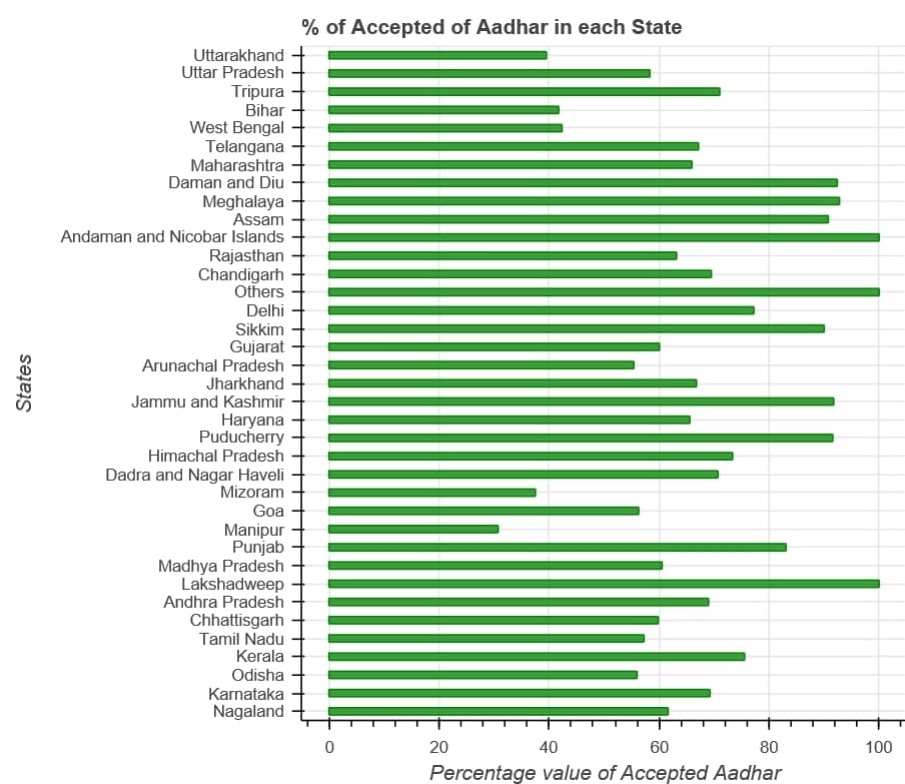 % of Accepted of Aadhar in each State
Uttarakhand
Uttar Pradesh
Tripura
Bihar
West Bengal
Telangana
Maharashtra
Daman and Diu
Meghalaya
Assam
Andaman and Nicobar Islands
Rajasthan
Chandigarh
Others
Delhi
Sikkim
Gujarat
Arunachal Pradesh
Jharkhand
Jammu and Kashmir
Haryana
Puducherry
Himachal Pradesh
Dadra and Nagar Haveli
Mizoram
Goa
Manipur
Punjab
Madhya Pradesh
Lakshadweep
Andhra Pradesh
Chhattisgarh
Tamil Nadu
Kerala
Odisha
Karnataka
Nagaland
States
0 20 40 60 80 100
Percentage value of Accepted Aadhar